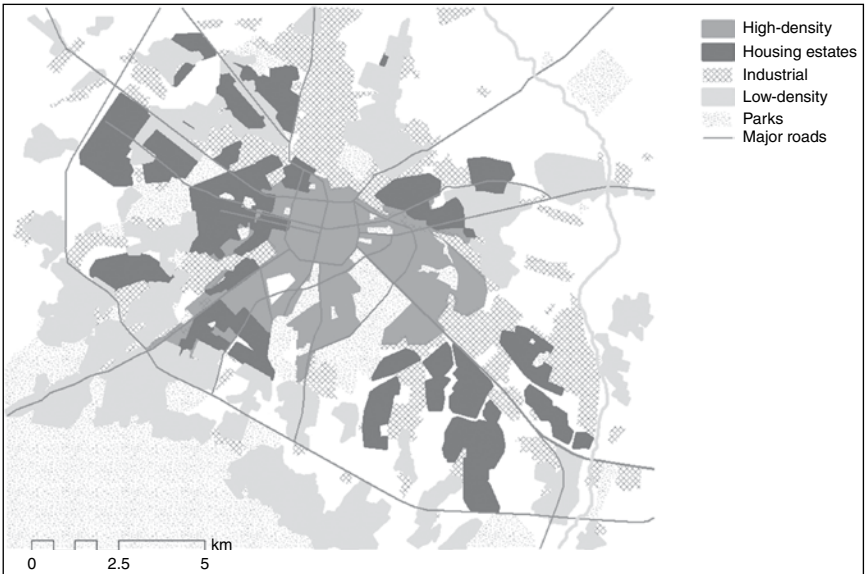 High-density
Housing estates
Industrial
Low-density
Parks
Major roads
km
0 2.5 5